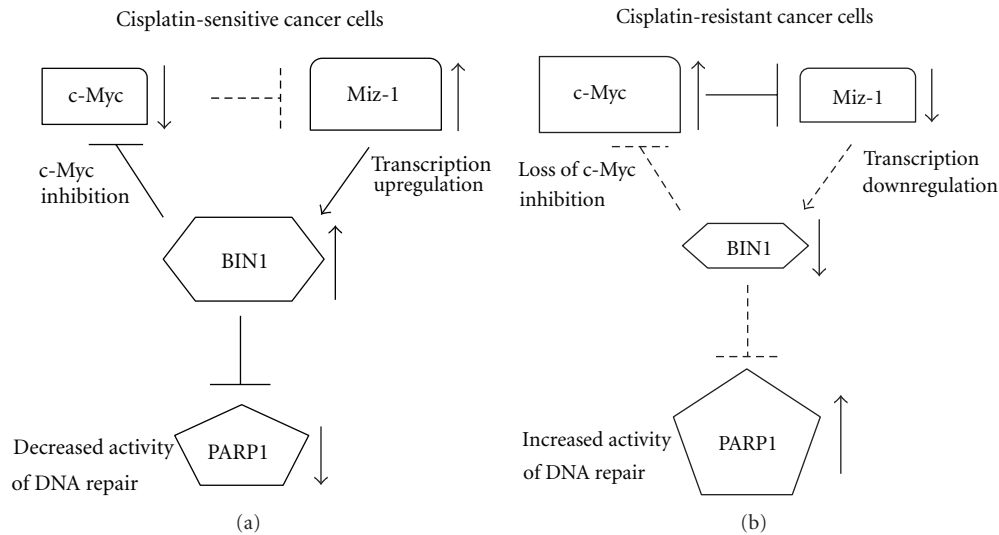 Cisplatin-sensitive cancer cells
c-Myc
Miz-1
c-Myc
inhibition
Transcription
upregulation
BIN1
Decreased activity
of DNA repair
PARP1
(a)
Cisplatin-resistant cancer cells
c-Myc
Miz-1
Loss of c-Myc
inhibition
Transcription
downregulation
BIN1
Increased activity
of DNA repair
PARP1
(b)